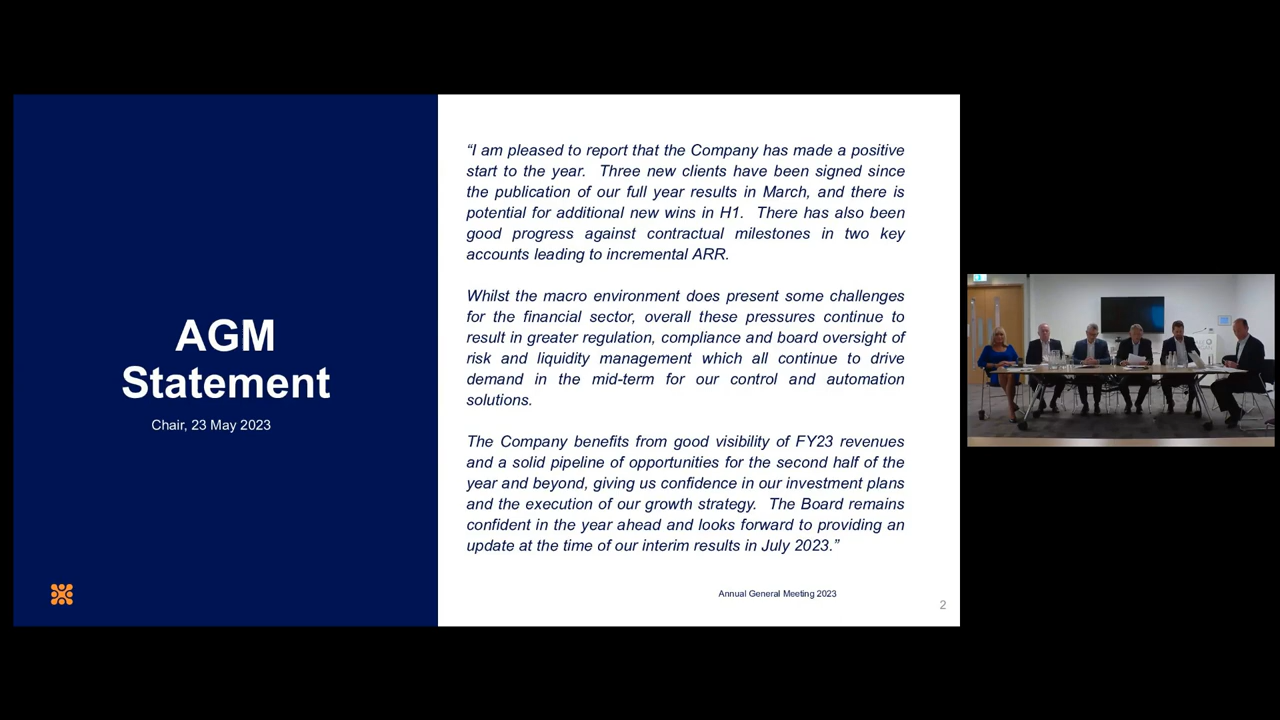 AGM
Statement
Chair, 23 May 2023
“I am pleased to report that the Company has made a positive
start to the year. Three new clients have been signed since
the publication of our full year results in March, and there is
potential for additional new wins in H1. There has also been
good progress against contractual milestones in two key
accounts leading to incremental ARR.
Whilst the macro environment does present some challenges
for the financial sector, overall these pressures continue to
result in greater regulation, compliance and board oversight of
risk and liquidity management which all continue to drive
demand in the mid-term for our control and automation
solutions.
The Company benefits from good visibility of FY23 revenues
and a solid pipeline of opportunities for the second half of the
year and beyond, giving us confidence in our investment plans
and the execution of our growth strategy. The Board remains
confident in the year ahead and looks forward to providing an
update at the time of our interim results in July 2023.”
Annual General Meeting 2023
2